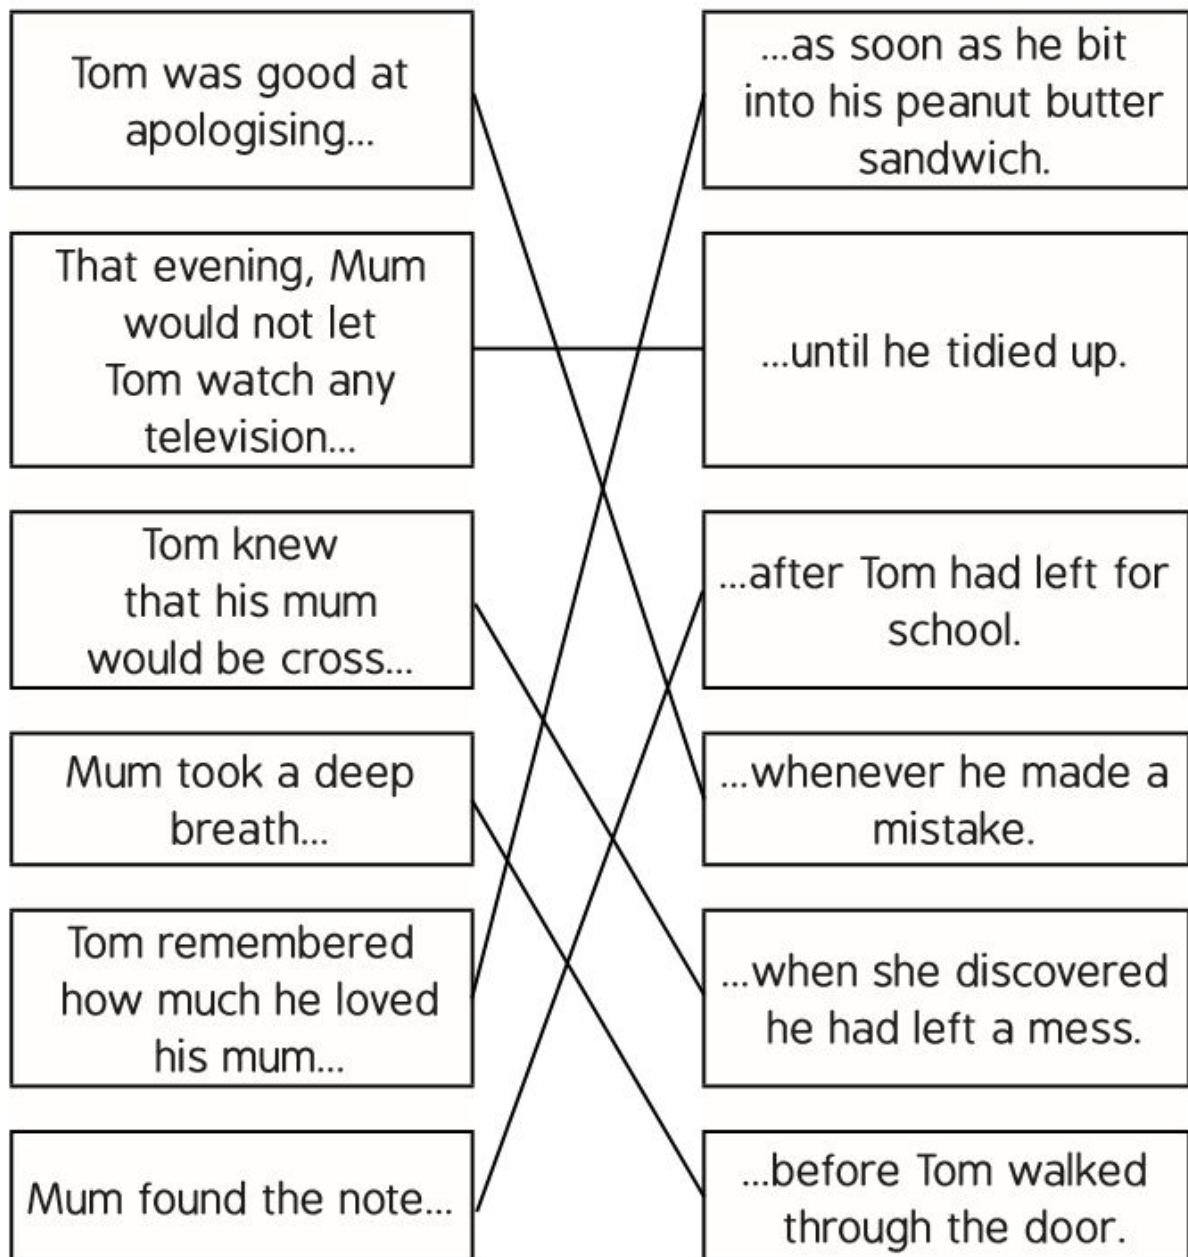 Tom was good at
apologising...
...as soon as he bit
into his peanut butter
sandwich.
That evening, Mum
would not let
Tom watch any
television...
...until he tidied up.
Tom knew
that his mum
would be cross...
...after Tom had left for
school.
Mum took a deep
breath...
...whenever he made a
mistake.
Tom remembered
how much he loved
his mum...
...when she discovered
he had left a mess.
Mum found the note...
...before Tom walked
through the door.